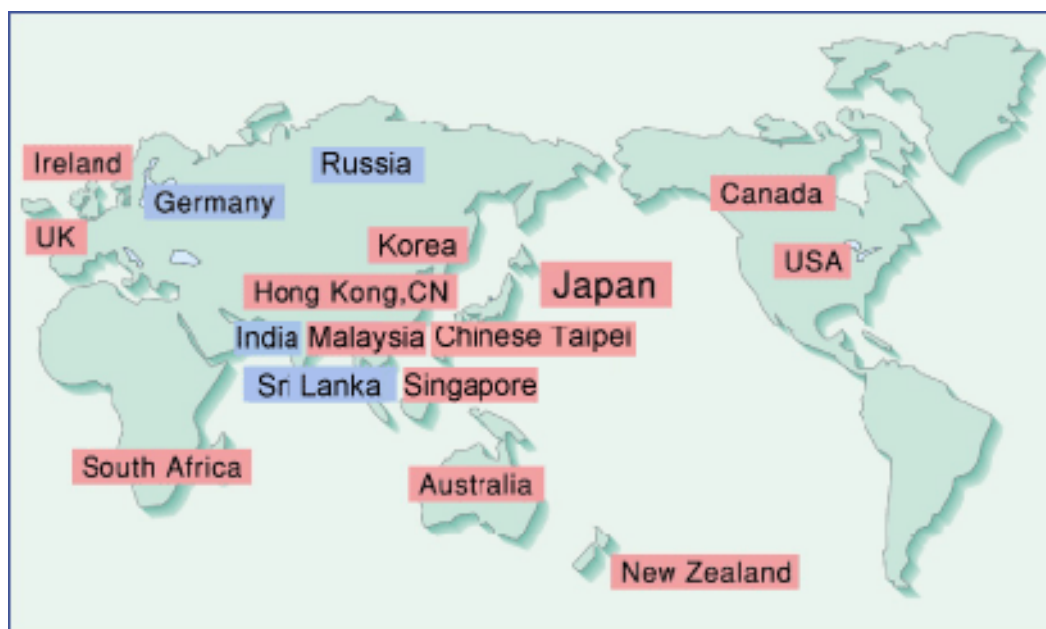 Ireland
Russia
Germany
Canada
UK
Korea
USA
Japan
Hong Kong,CN
India
Malaysia
Chinese Taipei
Sri Lanka
Singapore
South Africa
Australia
New Zealand